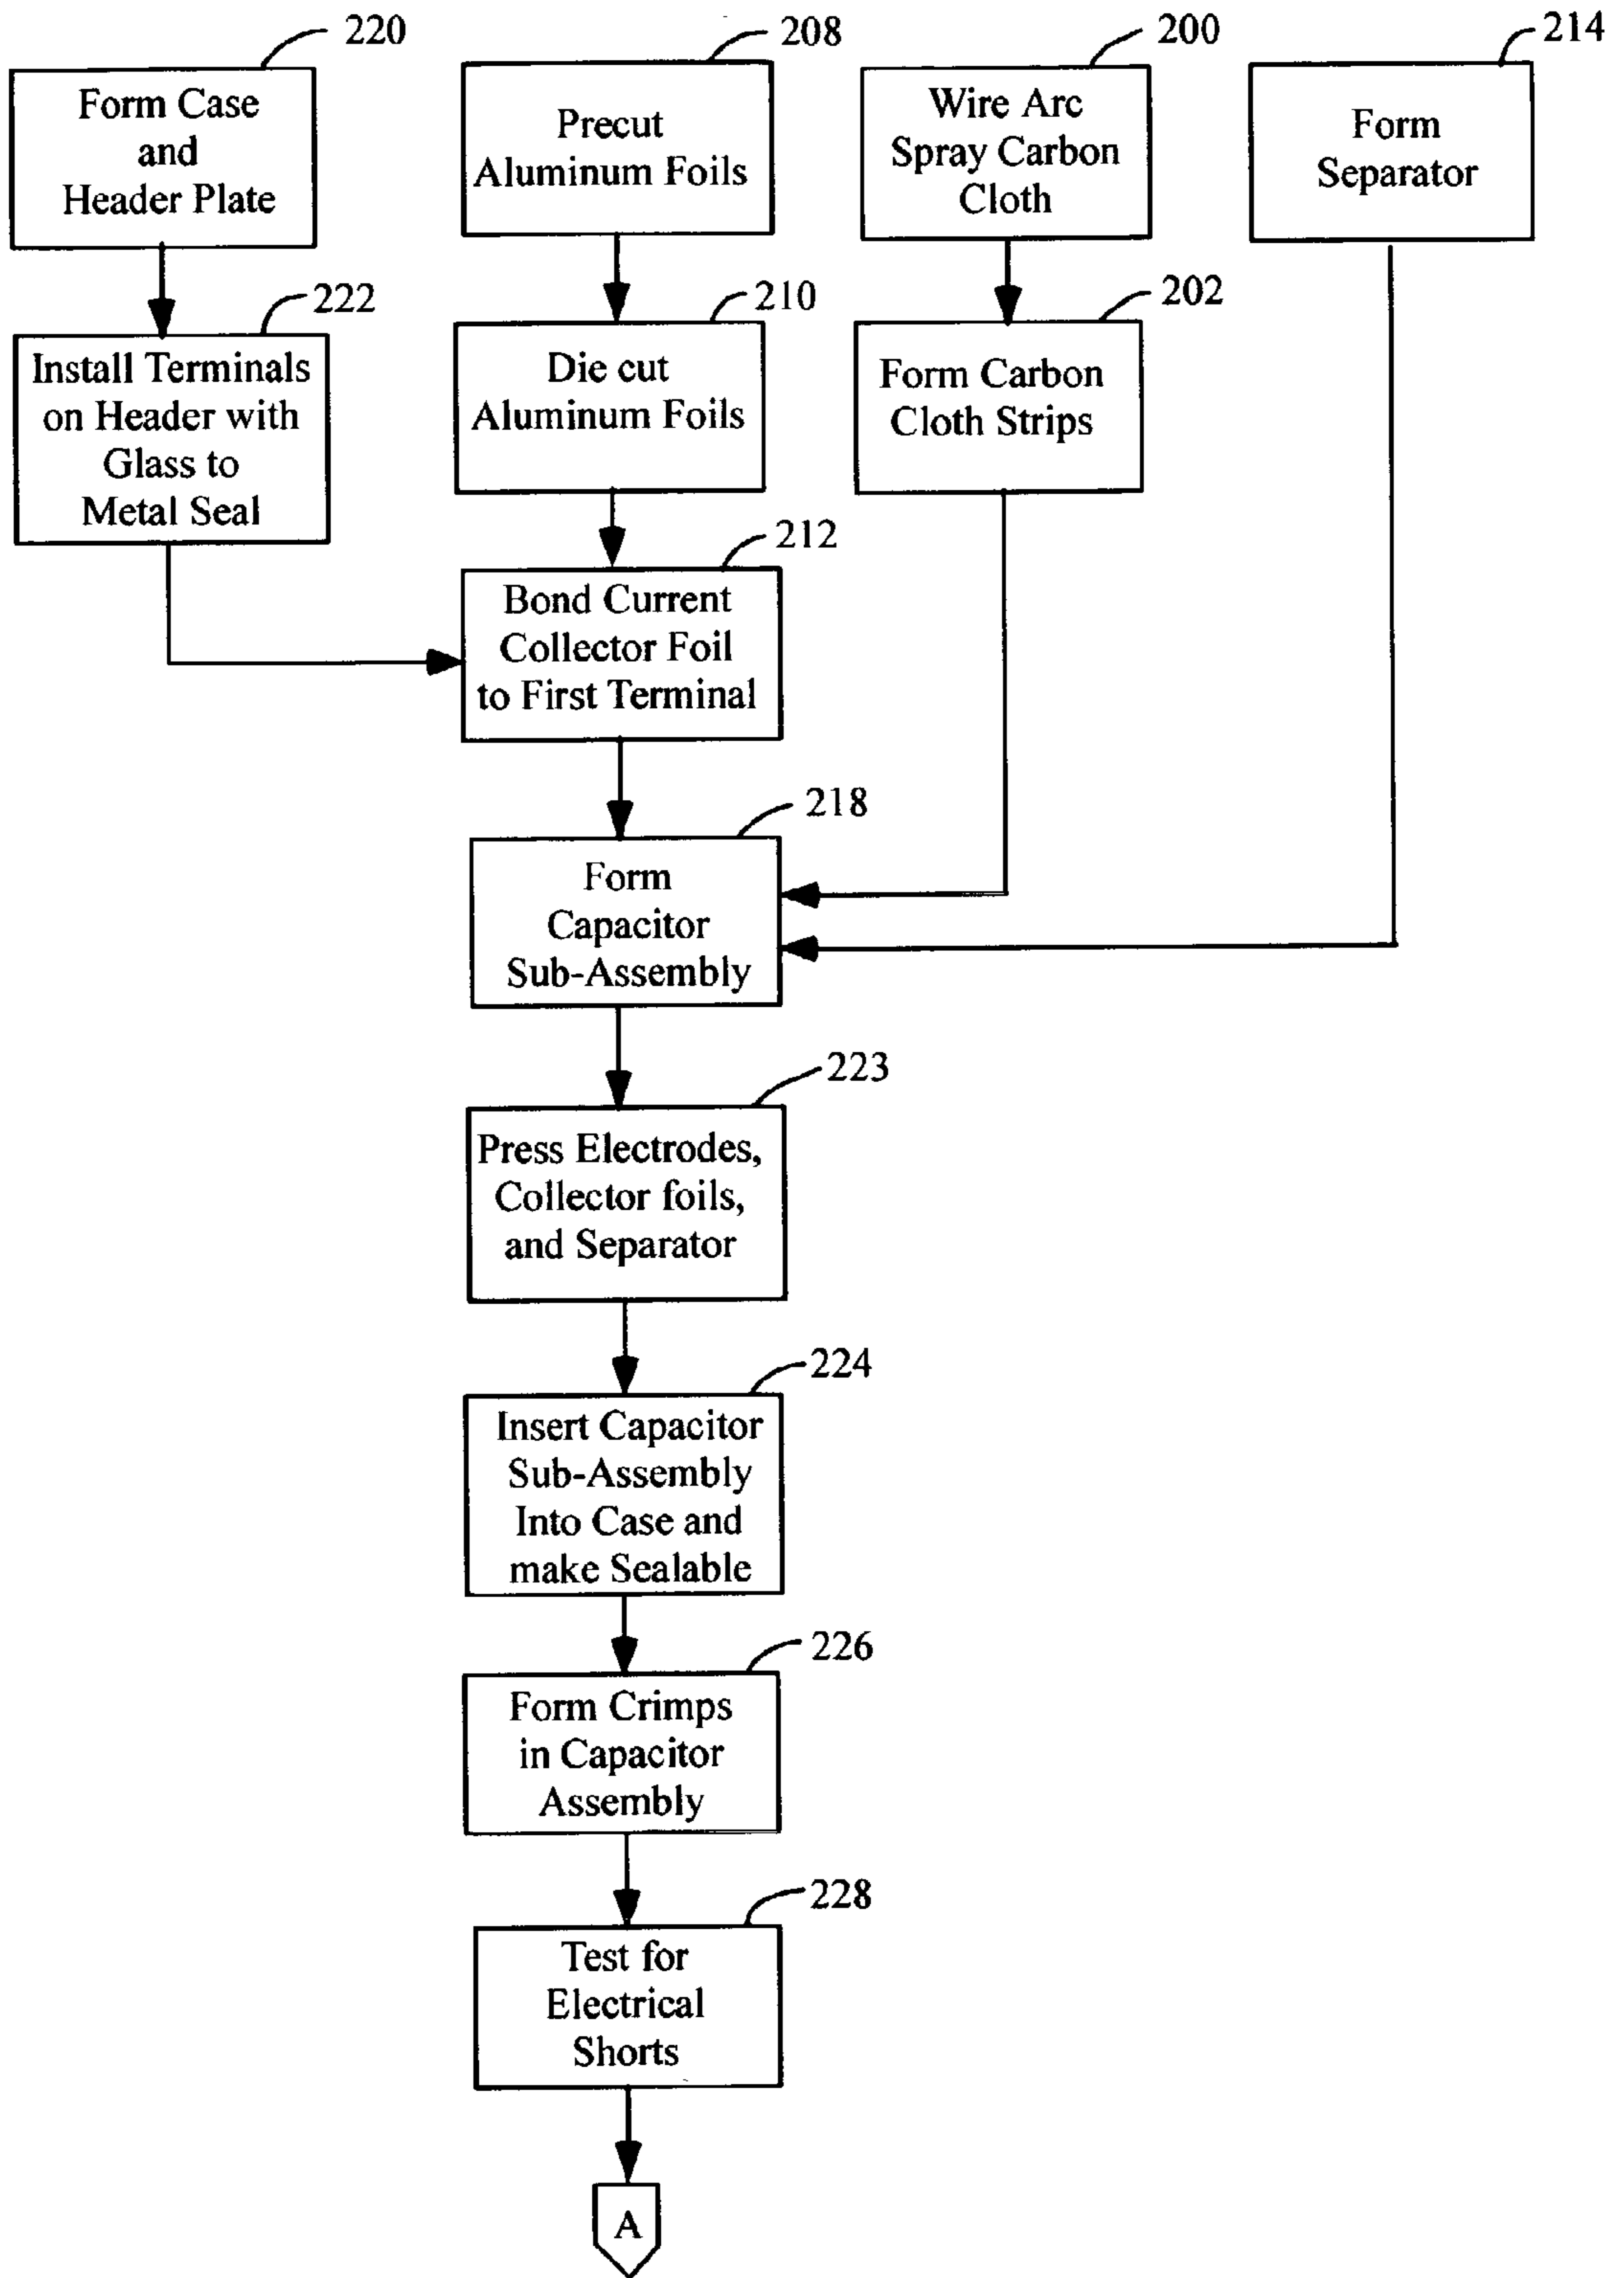 220
Form Case
and
Header Plate
208
Precut
Aluminum Foils
200
Wire Arc
Spray Carbon
Cloth
214
Form
Separator
222
Install Terminals
on Header with
Glass to
Metal Seal
210
Die cut
Aluminum Foils
202
Form Carbon
Cloth Strips
212
Bond Current
Collector Foil
to First Terminal
218
Form
Capacitor
Sub-Assembly
223
Press Electrodes,
Collector foils,
and Separator
224
Insert Capacitor
Sub-Assembly
Into Case and
make Sealable
226
Form Crimps
in Capacitor
Assembly
228
Test for
Electrical
Shorts
A